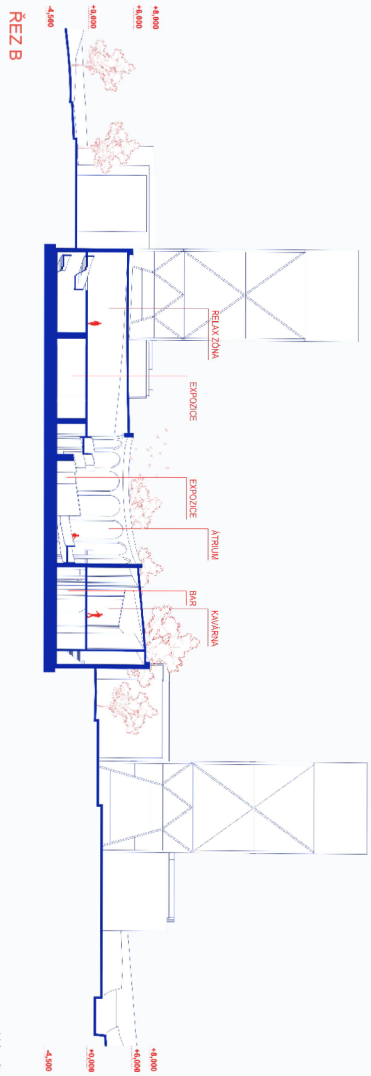 +8,000
+6,000
+0,000
-4,500
RELAX ZÓNA
EXPOZICE
EXPOZICE
ÁTRIUM
BAR
KAVÁRNA
+8,000
+6,000
+0,000
-4,500
ŘEZ B